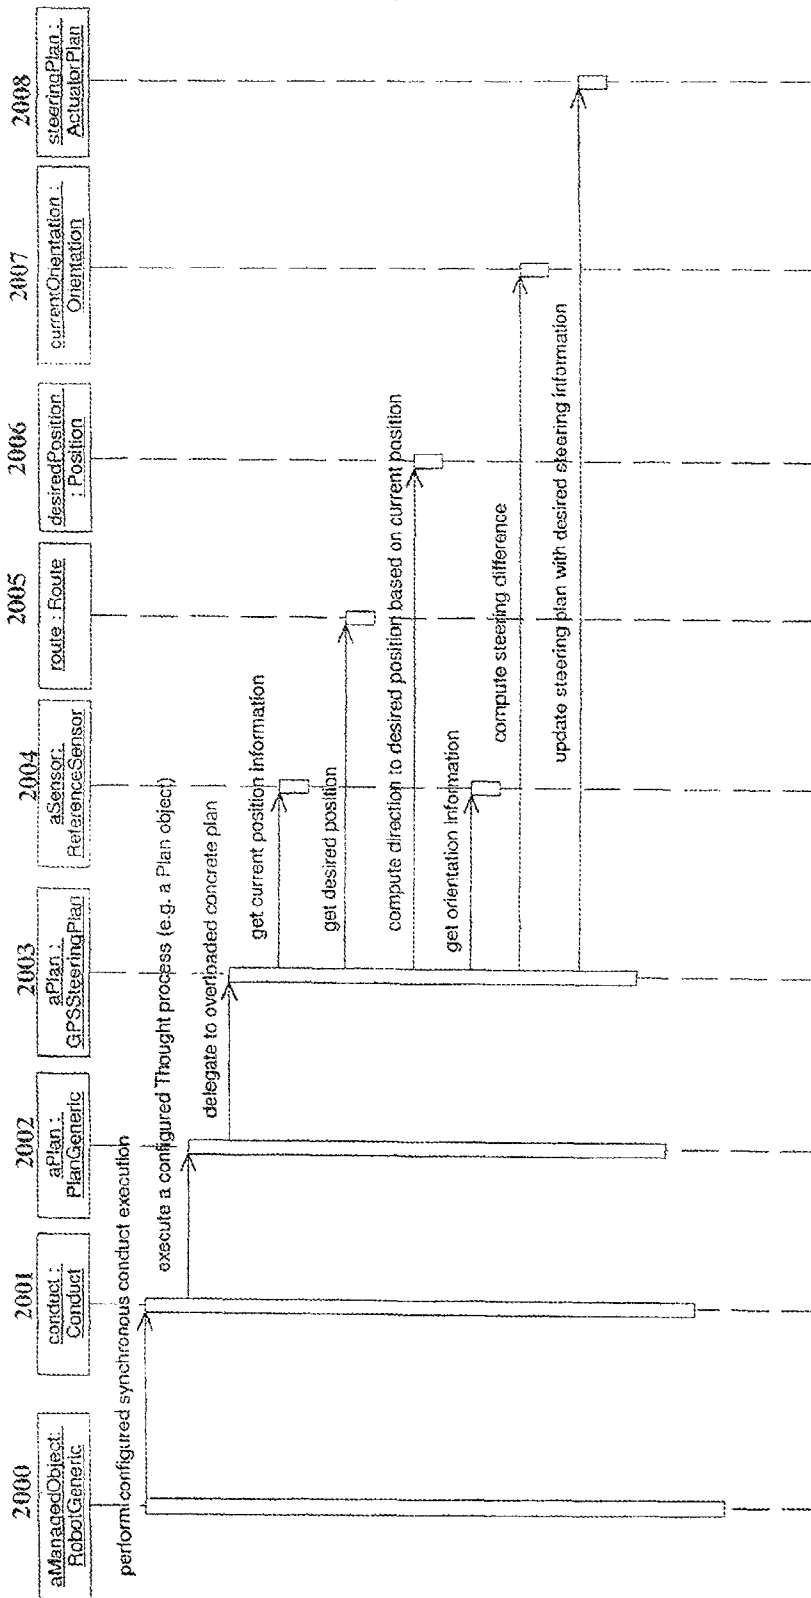 2000
aManagedObject:
RobotGeneric
2001
conduct :
Conduct
2002
aPlan :
PlanGeneric
2003
aPlan :
GPSSteeringPlan
2004
aSensor:
ReferenceSensor
2005
route : Route
2006
desiredPosition
: Position
2007
currentOrientation :
Orientation
2008
steeringPlan :
ActuatorPlan
perform configured synchronous conduct execution
execute a configured Thought process (e.g. a Plan object)
delegate to overloaded concrete plan
get current position information
get desired position
compute direction to desired position based on current position
get orientation information
compute steering difference
update steering plan with desired steering information